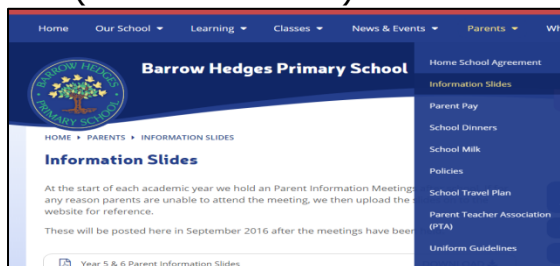 Home Our School Learning Classes News & Events Parents
Barrow Hedges Primary School
BARROW HEDGES
PRIMARY SCHOOL
HOME PARENTS INFORMATION SLIDES
Information Slides
At the start of each academic year we hold an Parent Information Meetings
any reason parents are unable to attend the meeting, we then upload the
website for reference.
These will be posted here in September 2016 after the meetings have been
Year 5 & 6 Parent Information Slides
Home School Agreement
Information Slides
Parent Pay
School Dinners
School Milk
Policies
School Travel Plan
Parent Teacher Association
(PTA)
Uniform Guidelines